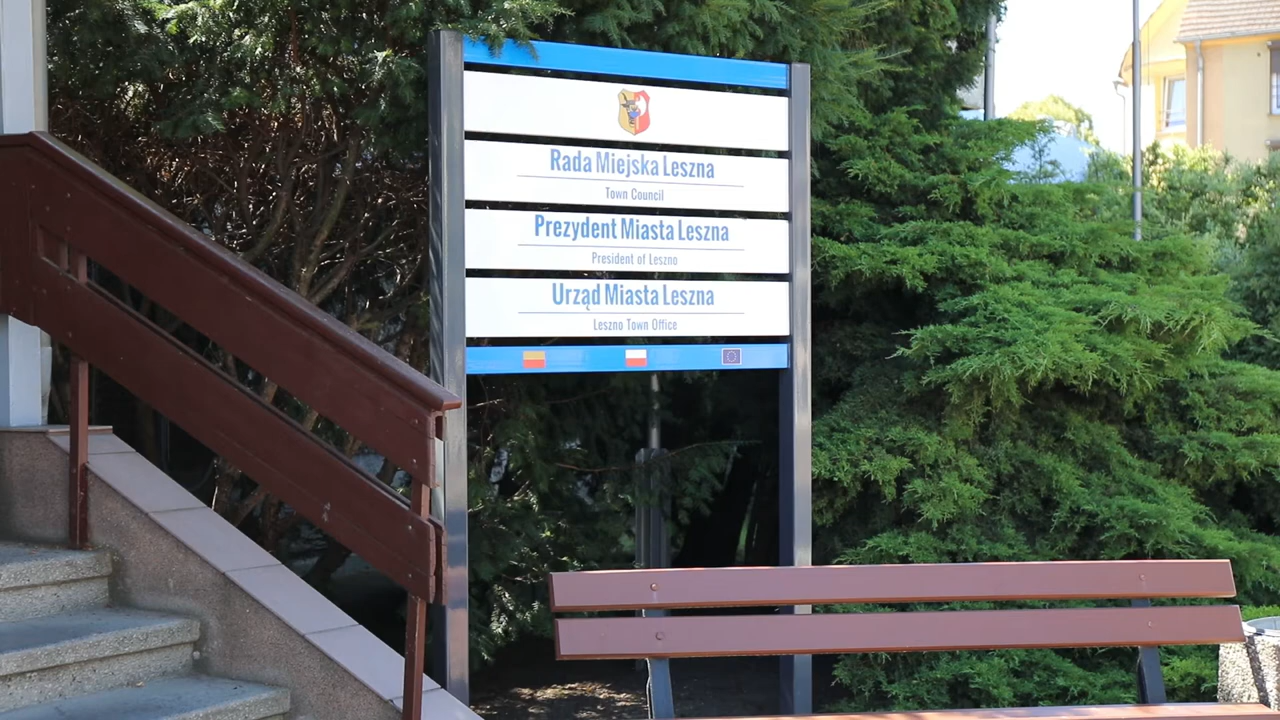 Rada Miejska Leszna
Town Council
Prezydent Miasta Leszna
President of Leszno
Urząd Miasta Leszna
Leszno Town Office